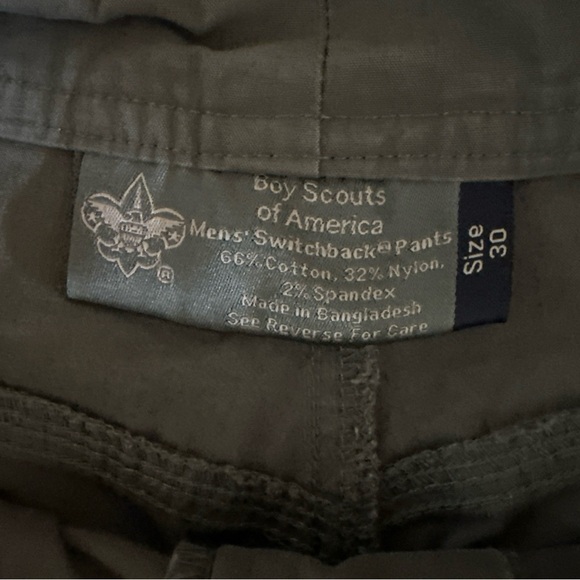 Boy Scouts
of America
Mens' Switchback® Pants
66% Cotton, 32% Nylon,
2% Spandex
Made in Bangladesh
See Reverse For Care
®
Size
30